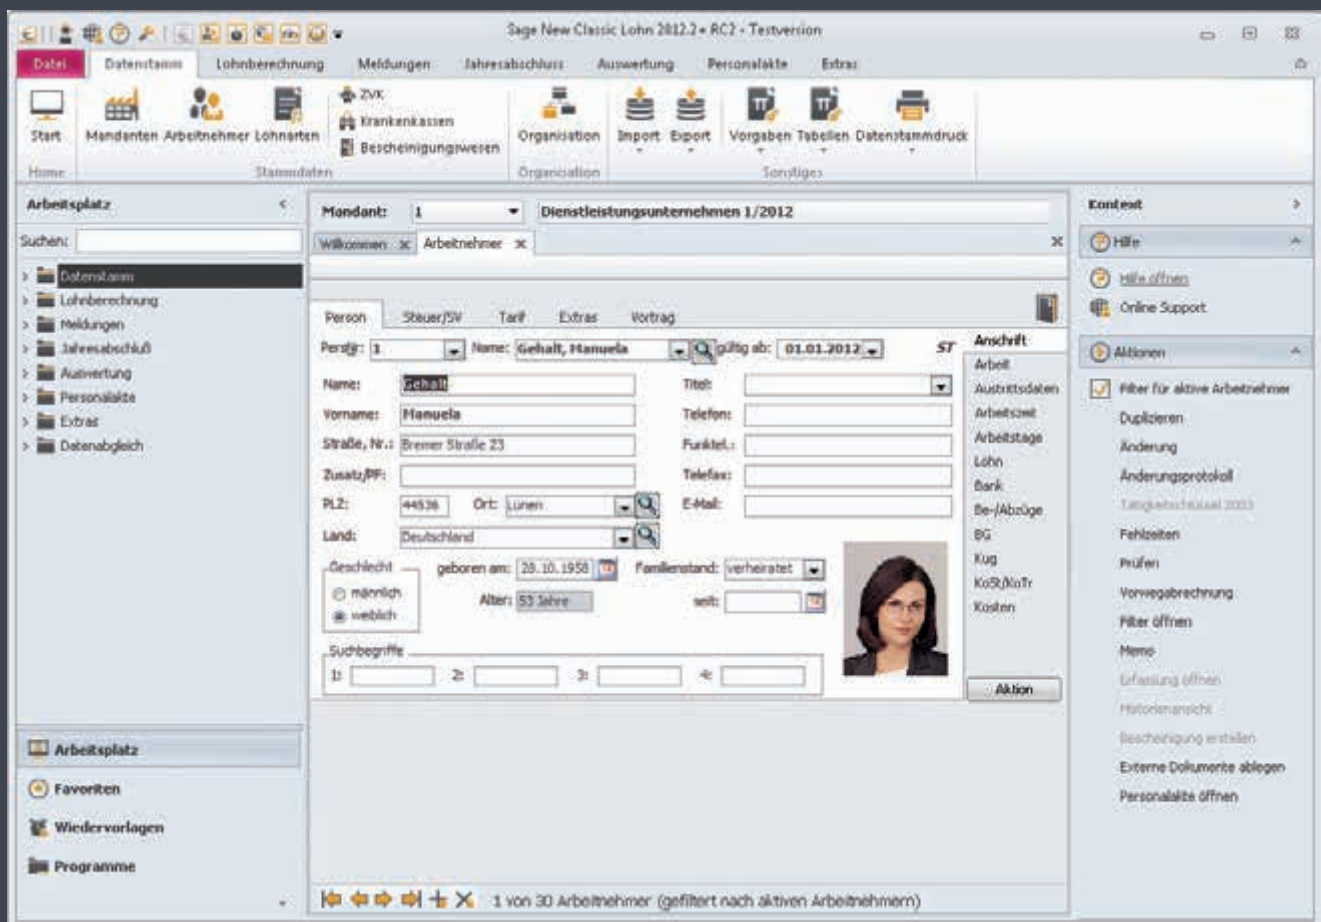 Sage New Classic Lohn 2012.2+ RC2 - Testversion
Datei Datenstamm Lohnberechnung Meldungen Jahresabschluss Auswertung Personalakte Extras
Start Mandanten Arbeitnehmer Lohnarten
ZVK
Krankenkassen
Bescheinigungswesen
Organisation Import Export Vorgaben Tabellen Datenstammdruck
Home Stammdaten Organisation Sonstiges
Arbeitsplatz
Suchen:
Datenstamm
Lohnberechnung
Meldungen
Jahresabschluß
Auswertung
Personalakte
Extras
Datenabgleich
Arbeitsplatz
Favoriten
Wiedervorlagen
Programme
Mandant: 1 Dienstleistungsunternehmen 1/2012
Willkommen Arbeitnehmer
Person Steuer/SV Tarif Extras Vortrag
PersNr: 1 Name: Gehalt, Manuela gültig ab: 01.01.2012 ST
Name: Gehalt Titel:
Vorname: Manuela Telefon:
Straße, Nr.: Bremer Straße 23 Funktel.:
Zusatz/PF: Telefax:
PLZ: 44536 Ort: Lünen E-Mail:
Land: Deutschland
Geschlecht geboren am: 28.10.1958 Familienstand: verheiratet
männlich
weiblich
Alter: 53 Jahre seit:
Suchbegriffe
1: 2: 3: 4:
Anschrift
Arbeit
Austrittsdaten
Arbeitszeit
Arbeitstage
Lohn
Bank
Be-/Abzüge
BG
Kug
KoSt/KoTr
Kosten
Aktion
1 von 30 Arbeitnehmer (gefiltert nach aktiven Arbeitnehmern)
Kontext
Hilfe
Hilfe öffnen
Online Support
Aktionen
Filter für aktive Arbeitnehmer
Duplizieren
Änderung
Änderungsprotokoll
Tätigkeitschlüssel 2003
Fehlzeiten
Prüfen
Vorwegabrechnung
Filter öffnen
Memo
Erfassung öffnen
Historienansicht
Bescheinigung erstellen
Externe Dokumente ablegen
Personalakte öffnen